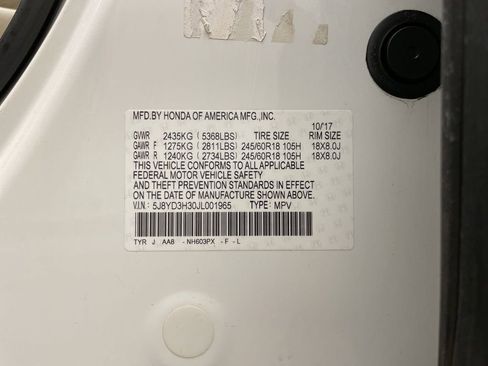 MFD.BY HONDA OF AMERICA MFG.,INC.
10/17
GVWR 2435KG ( 5368LBS) TIRE SIZE RIM SIZE
GAWR F 1275KG ( 2811LBS) 245/60R18 105H 18X8.0J
GAWR R 1240KG ( 2734LBS) 245/60R18 105H 18X8.0J
THIS VEHICLE CONFORMS TO ALL APPLICABLE
FEDERAL MOTOR VEHICLE SAFETY
AND THEFT PREVENTION STANDARDS IN EFFECT
ON THE DATE OF MANUFACTURE SHOWN ABOVE.
V.I.N: 5J8YD3H30JL001965 TYPE: MPV
TYR J AA8 - NH603PX - F - L